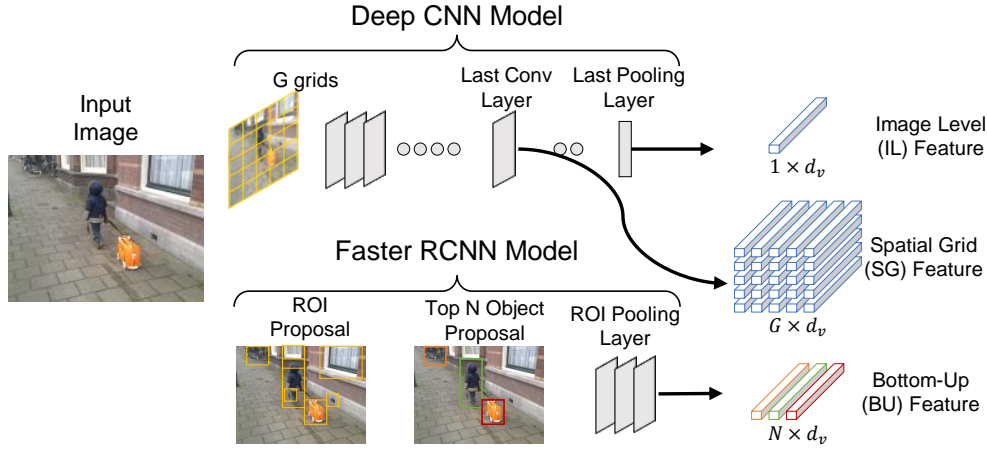 Deep CNN Model
Input
Image
G grids
Last Conv
Layer
Last Pooling
Layer
1 × d_v
Image Level
(IL) Feature
Faster RCNN Model
G × d_v
Spatial Grid
(SG) Feature
ROI
Proposal
Top N Object
Proposal
ROI Pooling
Layer
N × d_v
Bottom-Up
(BU) Feature